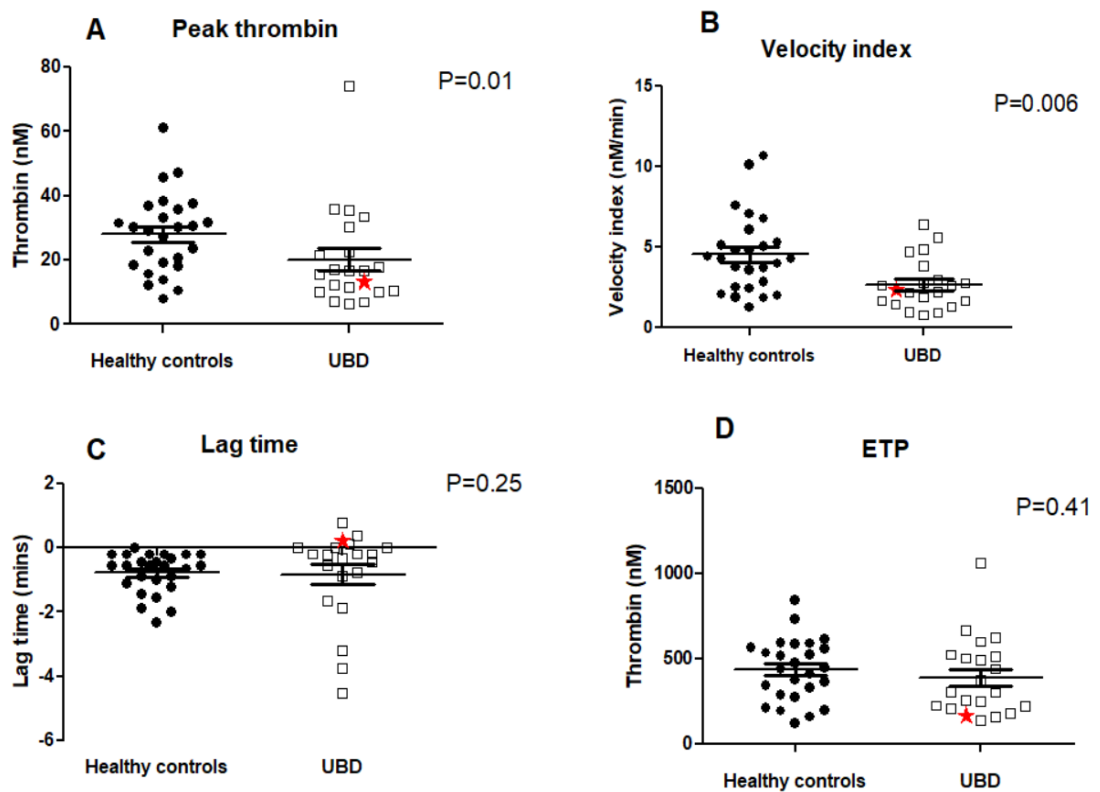 A
Peak thrombin
P=0.01
Thrombin (nM)
80
60
40
20
0
Healthy controls
UBD
B
Velocity index
P=0.006
Velocity index (nM/min)
15
10
5
0
Healthy controls
UBD
C
Lag time
P=0.25
Lag time (mins)
2
0
-2
-4
-6
Healthy controls
UBD
D
ETP
P=0.41
Thrombin (nM)
1500
1000
500
0
Healthy controls
UBD